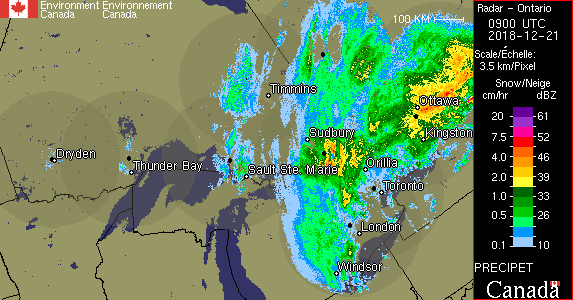 Environment Environnement
Canada Canada
100 KM
Timmins
Ottawa
Sudbury
Kingston
Dryden
Thunder Bay
Sault Ste. Marie
Orillia
Toronto
London
Windsor
Radar - Ontario
0900 UTC
2018-12-21
Scale/Échelle:
3.5 km/Pixel
Snow/Neige
cm/hr dBZ
20 61
7.5 52
4.0 46
2.0 39
1.0 33
0.5 26
0.1 10
PRECIPET
Canada